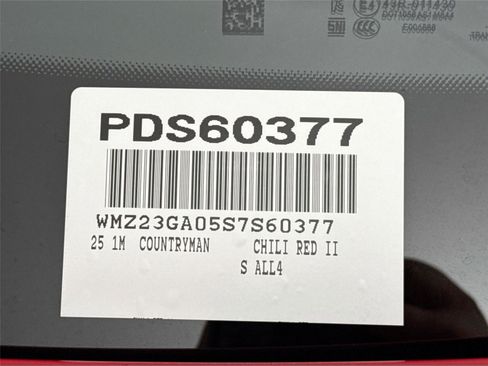 PDS60377
WMZ23GA05S7S60377
25 1M COUNTRYMAN CHILI RED II
S ALL4